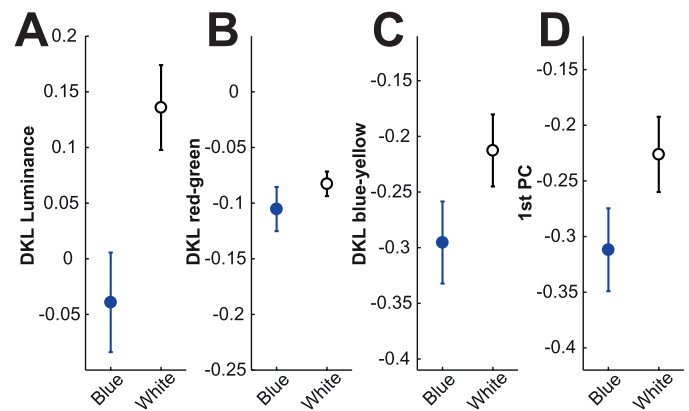 A
DKL Luminance
0.2
0.15
0.1
0.05
0
-0.05
Blue
White
B
DKL red-green
0
-0.05
-0.1
-0.15
-0.2
-0.25
Blue
White
C
DKL blue-yellow
-0.15
-0.2
-0.25
-0.3
-0.35
-0.4
Blue
White
D
1st PC
-0.15
-0.2
-0.25
-0.3
-0.35
-0.4
Blue
White